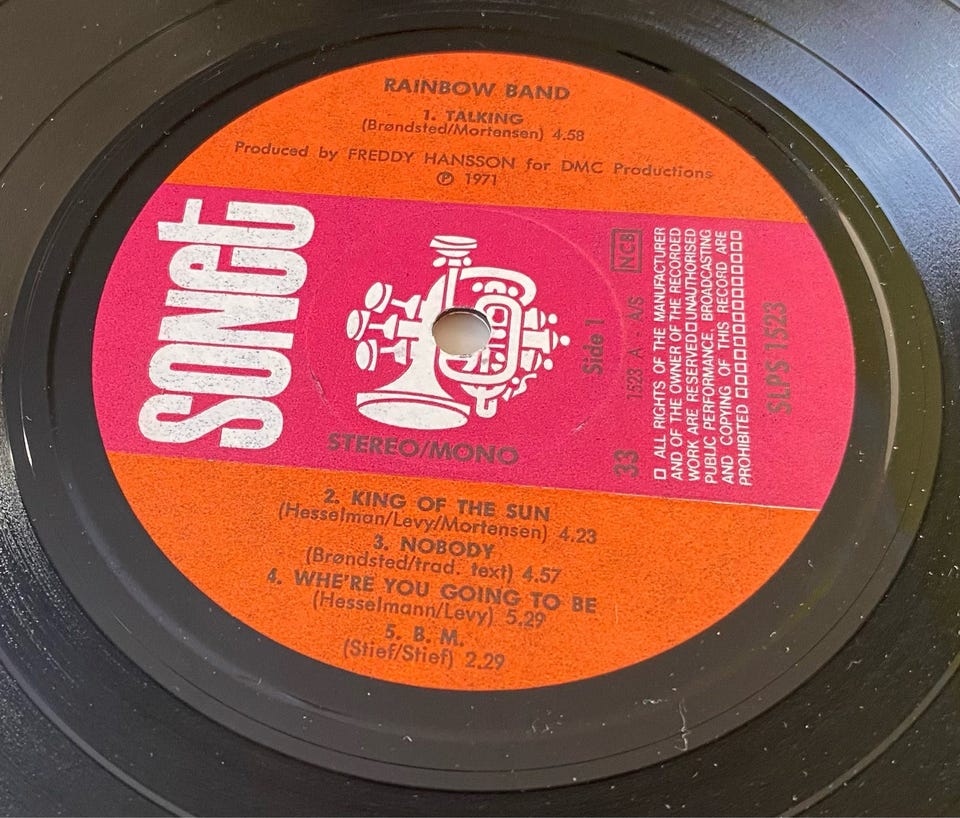 RAINBOW BAND
1. TALKING
(Brøndsted/Mortensen) 4.58
Produced by FREDDY HANSSON for DMC Productions
℗ 1971
SONET
STEREO/MONO
Side 1
33
1523 A - A/S
NCB
□ ALL RIGHTS OF THE MANUFACTURER
AND OF THE OWNER OF THE RECORDED
WORK ARE RESERVED□UNAUTHORISED
PUBLIC PERFORMANCE, BROADCASTING
AND COPYING OF THIS RECORD ARE
PROHIBITED □□□□□□□□□□□□
SLPS 1523
2. KING OF THE SUN
(Hesselman/Levy/Mortensen) 4.23
3. NOBODY
(Brøndsted/trad. text) 4.57
4. WHE'RE YOU GOING TO BE
(Hesselmann/Levy) 5.29
5. B. M.
(Stief/Stief) 2.29